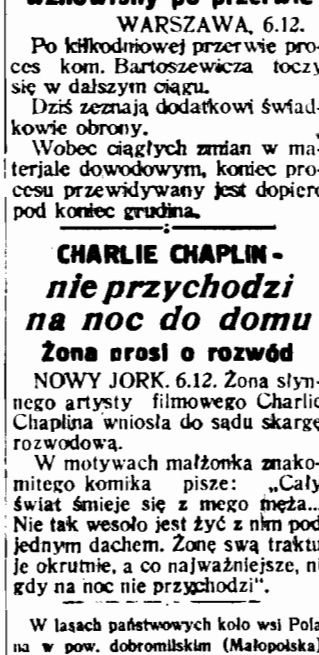 wznowiony po przerwie
WARSZAWA, 6.12.
Po kilkodniowej przerwie pro-
ces kom. Bartoszewicza toczy
się w dalszym ciągu.
Dziś zeznają dodatkowi świad-
kowie obrony.
Wobec ciągłych zmian w ma-
terjale dowodowym, koniec pro-
cesu przewidywany jest dopiero
pod koniec grudina.
CHARLIE CHAPLIN -
nie przychodzi
na noc do domu
Żona prosi o rozwód
NOWY JORK. 6.12. Żona słyn-
nego artysty filmowego Charlie
Chaplina wniosła do sądu skargę
rozwodową.
W motywach małżonka znako-
mitego komika pisze: „Cały
świat śmieje się z mego męża...
Nie tak wesoło jest żyć z nim pod
jednym dachem. Żonę swą traktu
je okrutnie, a co najważniejsze, ni
gdy na noc nie przychodzi“.
W lasach państwowych koło wsi Pola
na w pow. dobromilskim (Małopolska)